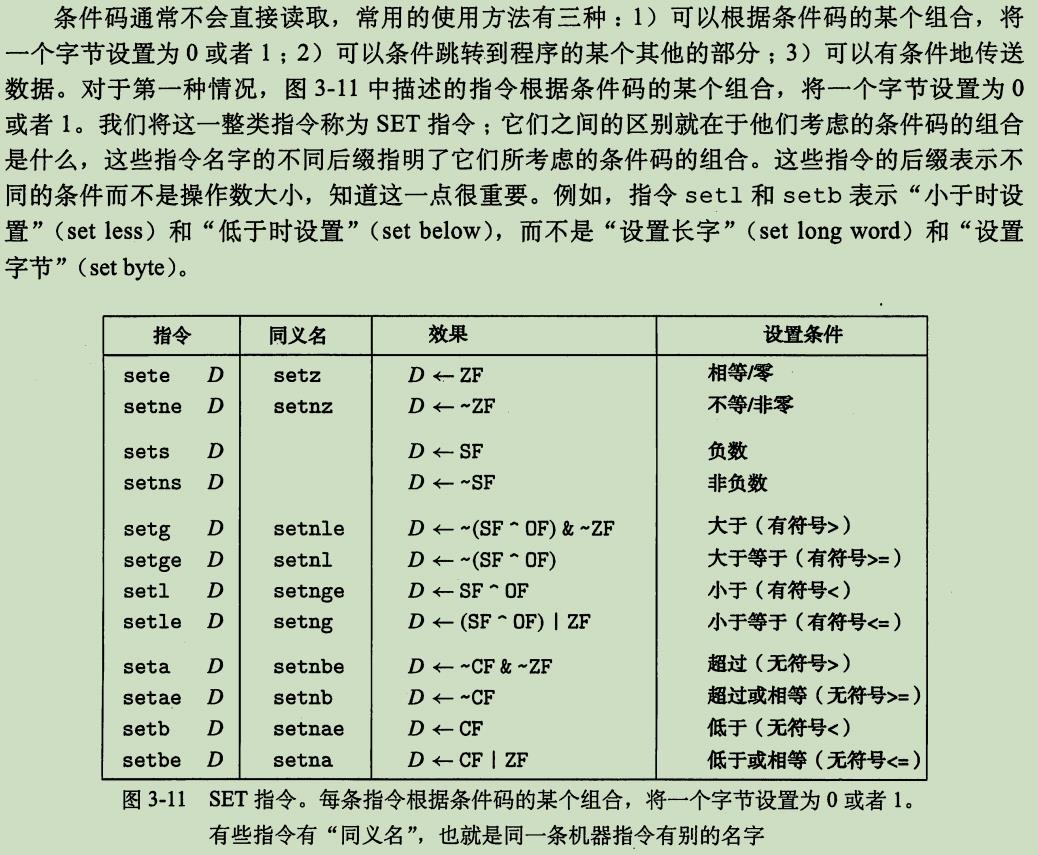 条件码通常不会直接读取，常用的使用方法有三种：1）可以根据条件码的某个组合，将
一个字节设置为 0 或者 1；2）可以条件跳转到程序的某个其他的部分；3）可以有条件地传送
数据。对于第一种情况，图 3-11 中描述的指令根据条件码的某个组合，将一个字节设置为 0
或者 1。我们将这一整类指令称为 SET 指令；它们之间的区别就在于他们考虑的条件码的组合
是什么，这些指令名字的不同后缀指明了它们所考虑的条件码的组合。这些指令的后缀表示不
同的条件而不是操作数大小，知道这一点很重要。例如，指令 setl 和 setb 表示“小于时设
置”（set less）和“低于时设置”（set below），而不是“设置长字”（set long word）和“设置
字节”（set byte）。
指令 同义名 效果 设置条件
sete D setz D ← ZF 相等/零
setne D setnz D ← ~ZF 不等/非零
sets D D ← SF 负数
setns D D ← ~SF 非负数
setg D setnle D ← ~(SF ^ OF) & ~ZF 大于（有符号>）
setge D setnl D ← ~(SF ^ OF) 大于等于（有符号>=）
setl D setnge D ← SF ^ OF 小于（有符号<）
setle D setng D ← (SF ^ OF) | ZF 小于等于（有符号<=）
seta D setnbe D ← ~CF & ~ZF 超过（无符号>）
setae D setnb D ← ~CF 超过或相等（无符号>=）
setb D setnae D ← CF 低于（无符号<）
setbe D setna D ← CF | ZF 低于或相等（无符号<=）
图 3-11 SET 指令。每条指令根据条件码的某个组合，将一个字节设置为 0 或者 1。
有些指令有“同义名”，也就是同一条机器指令有别的名字